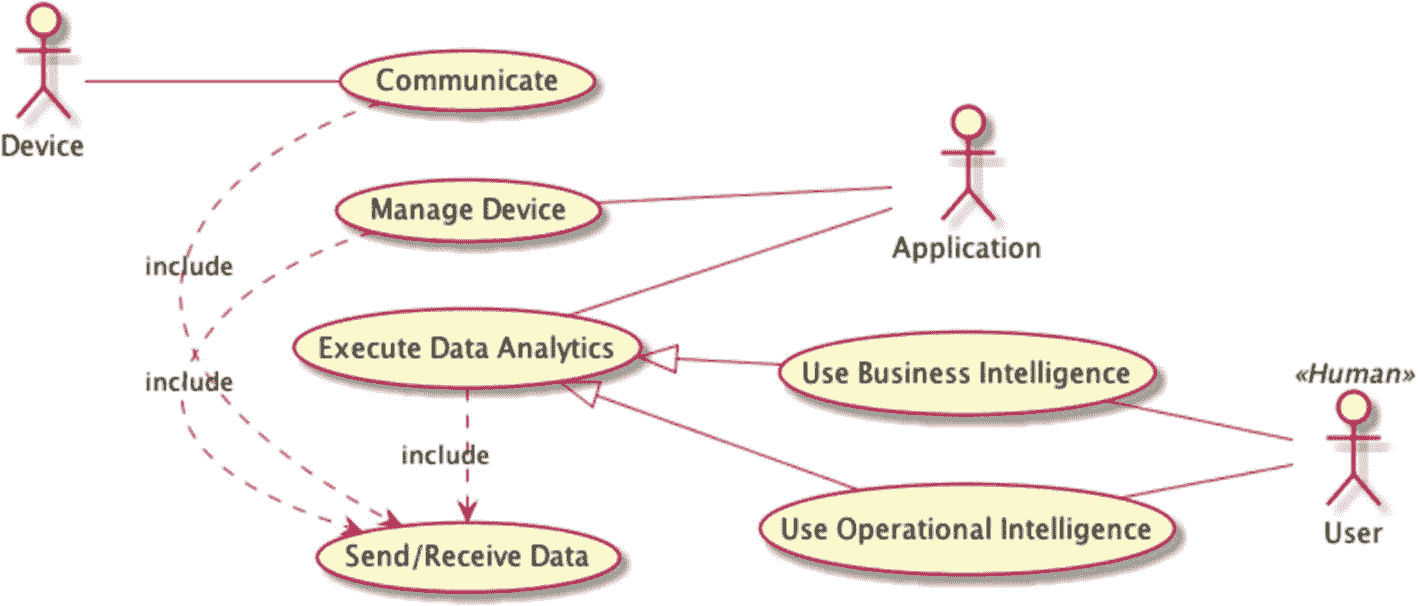 Communicate
Device
Manage Device
Application
include
Execute Data Analytics
Use Business Intelligence
«Human»
include
include
Use Operational Intelligence
User
Send/Receive Data